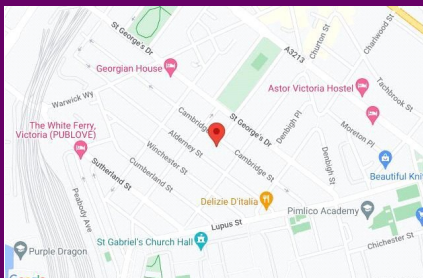 St George's Dr
A3213
Churton St
Charlwood St
Georgian House
Tachbrook St
Astor Victoria Hostel
Warwick Wy
St George's Dr
Cambridge
Denbigh Pl
Moreton Pl
The White Ferry,
Victoria (PUBLOVE)
Alderney St
Winchester St
Cambridge St
Denbigh St
Sutherland St
Cumberland St
Beautiful Kni
Peabody Ave
Delizie D'italia
Pimlico Academy
Lupus St
St Gabriel's Church Hall
Chichester St
Purple Dragon